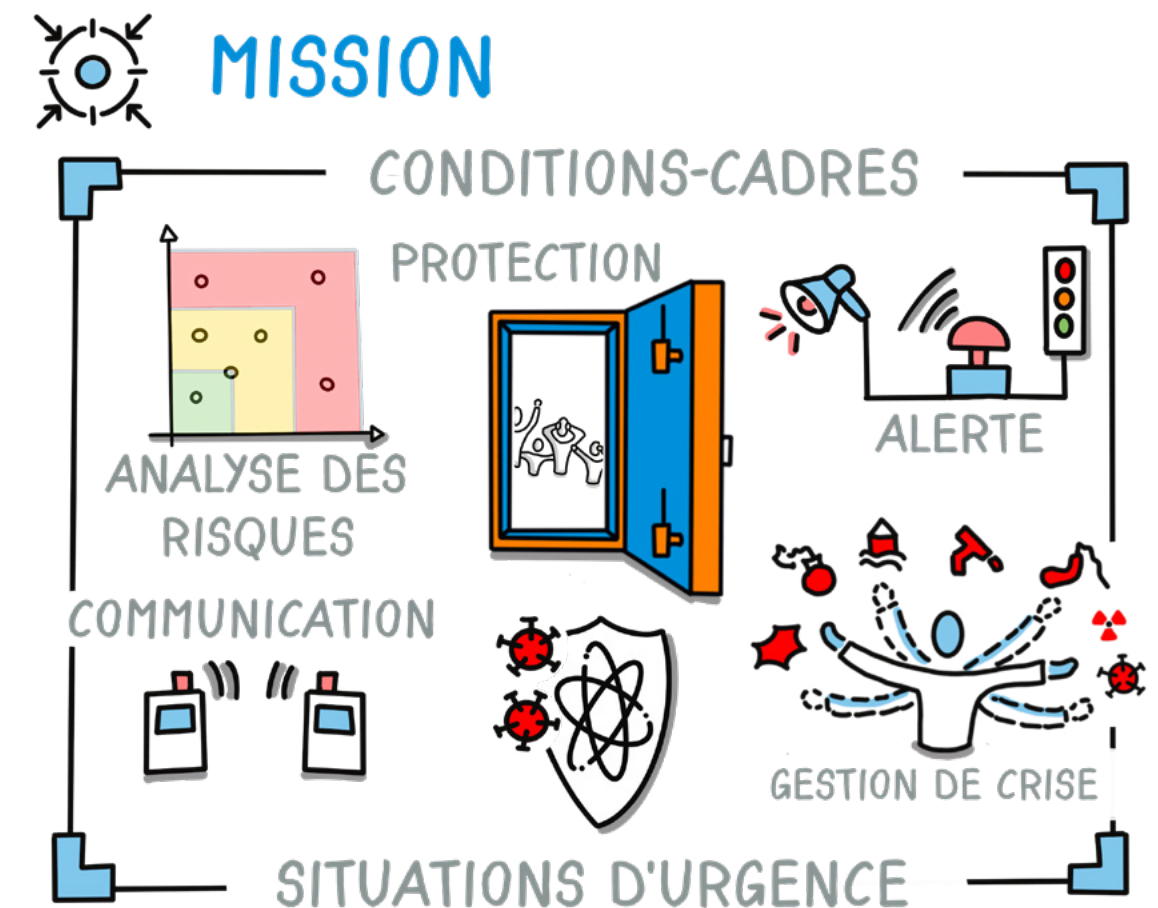 MISSION
CONDITIONS-CADRES
PROTECTION
ANALYSE DES
RISQUES
ALERTE
COMMUNICATION
GESTION DE CRISE
SITUATIONS D'URGENCE